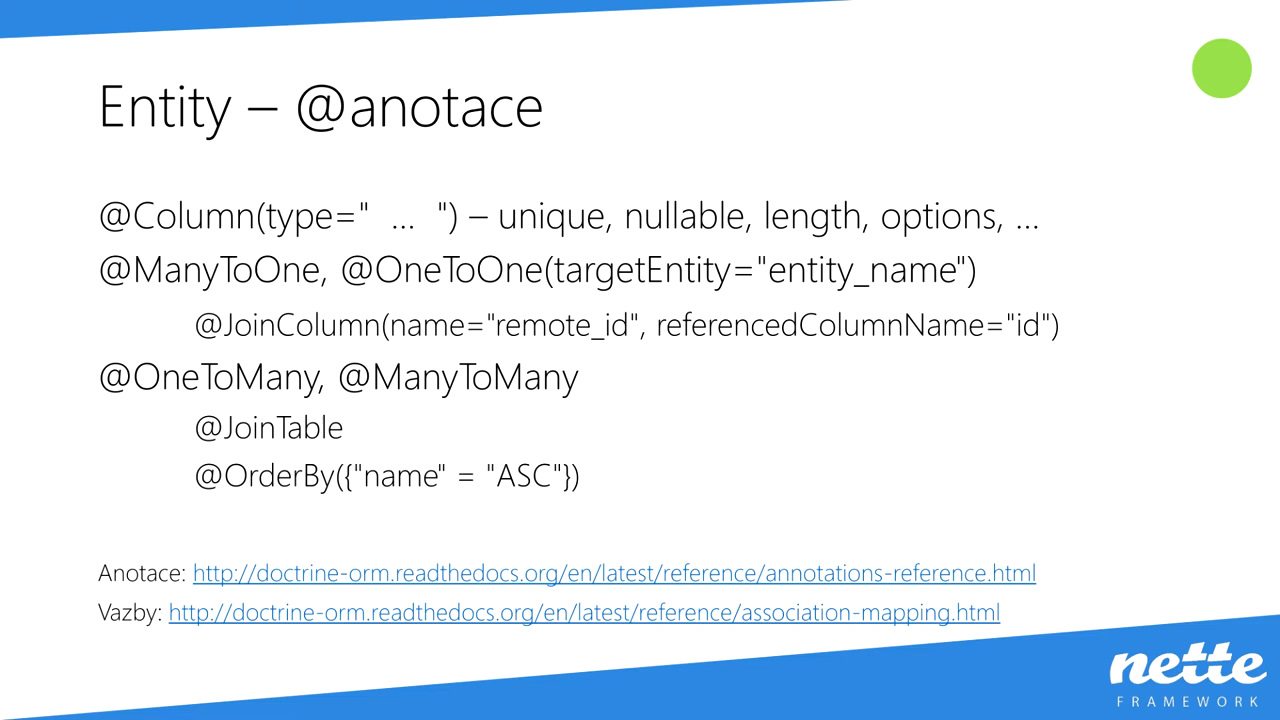 Entity – @anotace
@Column(type=" … ") – unique, nullable, length, options, …
@ManyToOne, @OneToOne(targetEntity="entity_name")
@JoinColumn(name="remote_id", referencedColumnName="id")
@OneToMany, @ManyToMany
@JoinTable
@OrderBy({"name" = "ASC"})
Anotace: http://doctrine-orm.readthedocs.org/en/latest/reference/annotations-reference.html
Vazby: http://doctrine-orm.readthedocs.org/en/latest/reference/association-mapping.html
nette
FRAMEWORK